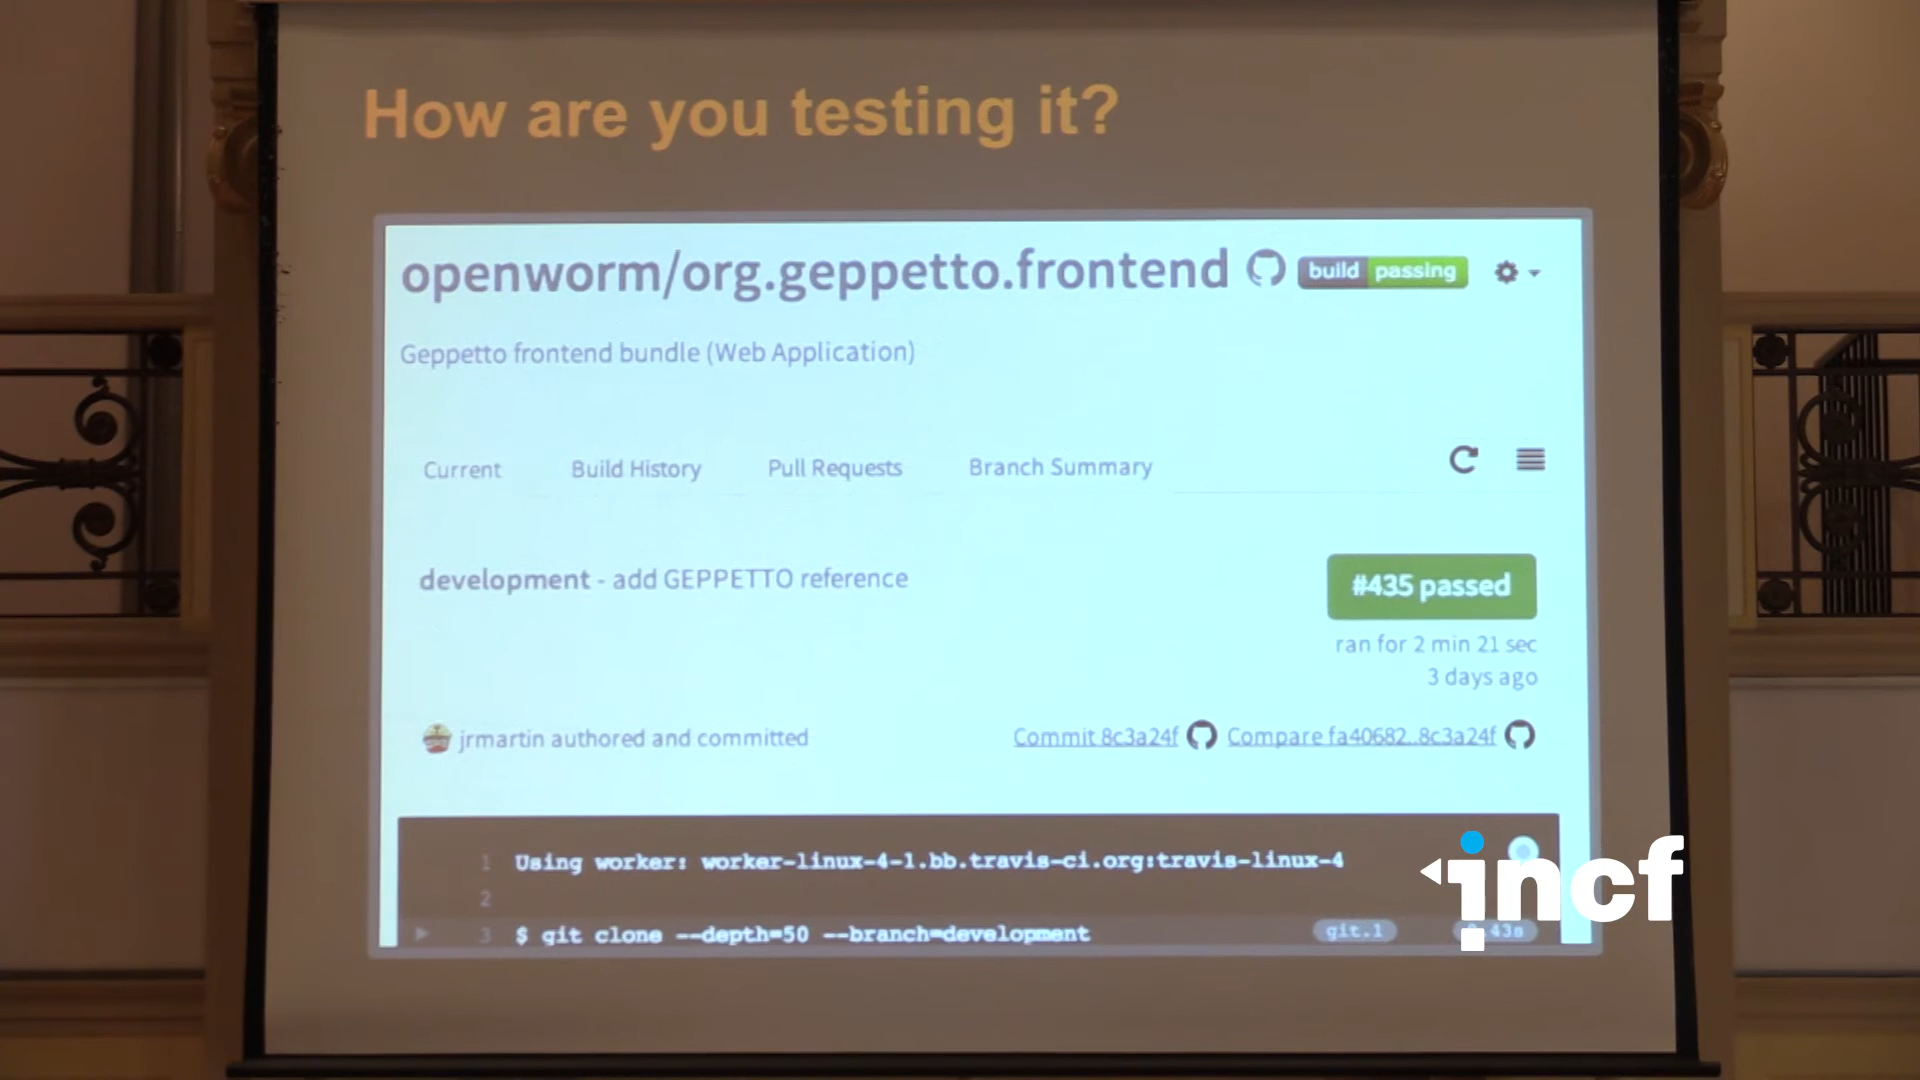 How are you testing it?
openworm/org.geppetto.frontend build passing
Geppetto frontend bundle (Web Application)
Current Build History Pull Requests Branch Summary
development - add GEPPETTO reference #435 passed
ran for 2 min 21 sec
3 days ago
jrmartin authored and committed Commit 8c3a24f Compare fa40682..8c3a24f
1 Using worker: worker-linux-4-1.bb.travis-ci.org:travis-linux-4
2
3 $ git clone --depth=50 --branch=development git.1
incf